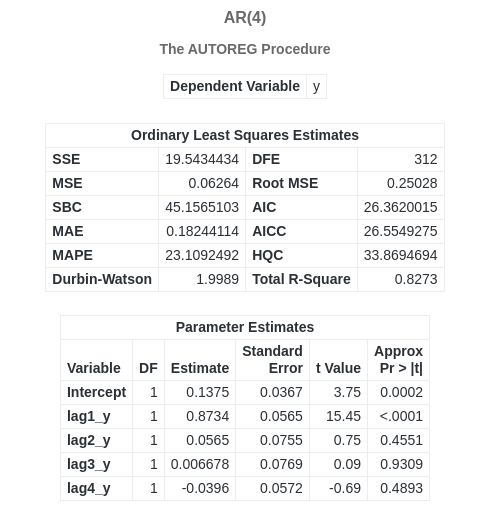 AR(4)
The AUTOREG Procedure
Dependent Variable y
Ordinary Least Squares Estimates
SSE 19.5434434 DFE 312
MSE 0.06264 Root MSE 0.25028
SBC 45.1565103 AIC 26.3620015
MAE 0.18244114 AICC 26.5549275
MAPE 23.1092492 HQC 33.8694694
Durbin-Watson 1.9989 Total R-Square 0.8273
Parameter Estimates
Variable DF Estimate Standard Error t Value Approx Pr > |t|
Intercept 1 0.1375 0.0367 3.75 0.0002
lag1_y 1 0.8734 0.0565 15.45 <.0001
lag2_y 1 0.0565 0.0755 0.75 0.4551
lag3_y 1 0.006678 0.0769 0.09 0.9309
lag4_y 1 -0.0396 0.0572 -0.69 0.4893